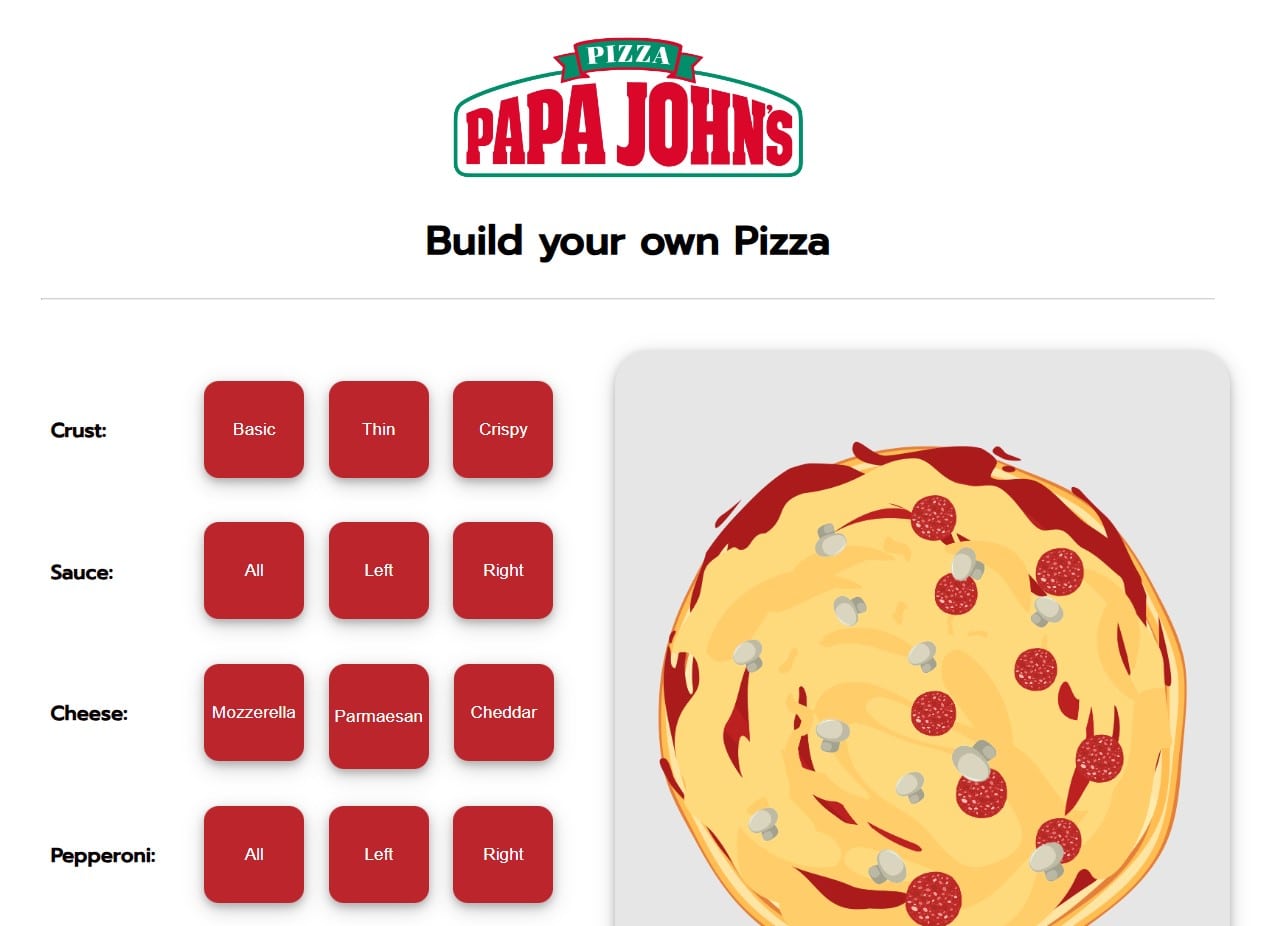 PIZZA
PAPA JOHN'S
Build your own Pizza
Crust: Basic Thin Crispy
Sauce: All Left Right
Cheese: Mozzerella Parmaesan Cheddar
Pepperoni: All Left Right